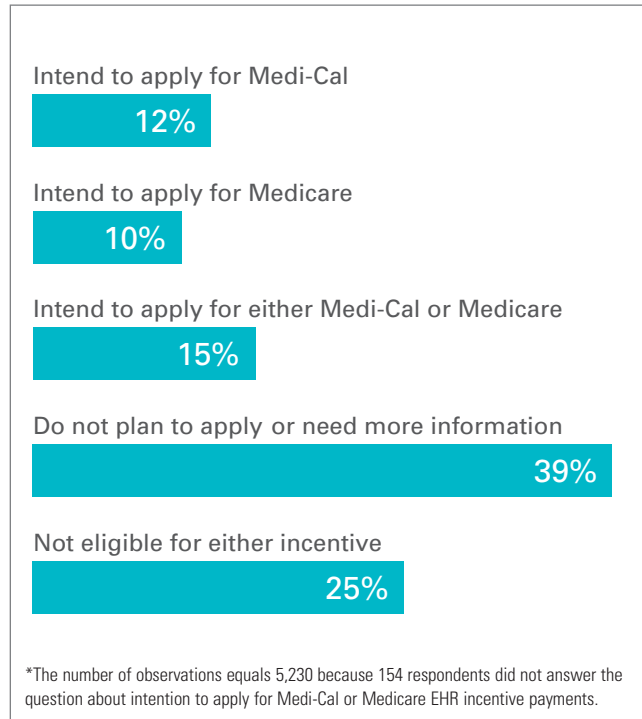 Intend to apply for Medi-Cal
12%
Intend to apply for Medicare
10%
Intend to apply for either Medi-Cal or Medicare
15%
Do not plan to apply or need more information
39%
Not eligible for either incentive
25%
*The number of observations equals 5,230 because 154 respondents did not answer the
question about intention to apply for Medi-Cal or Medicare EHR incentive payments.